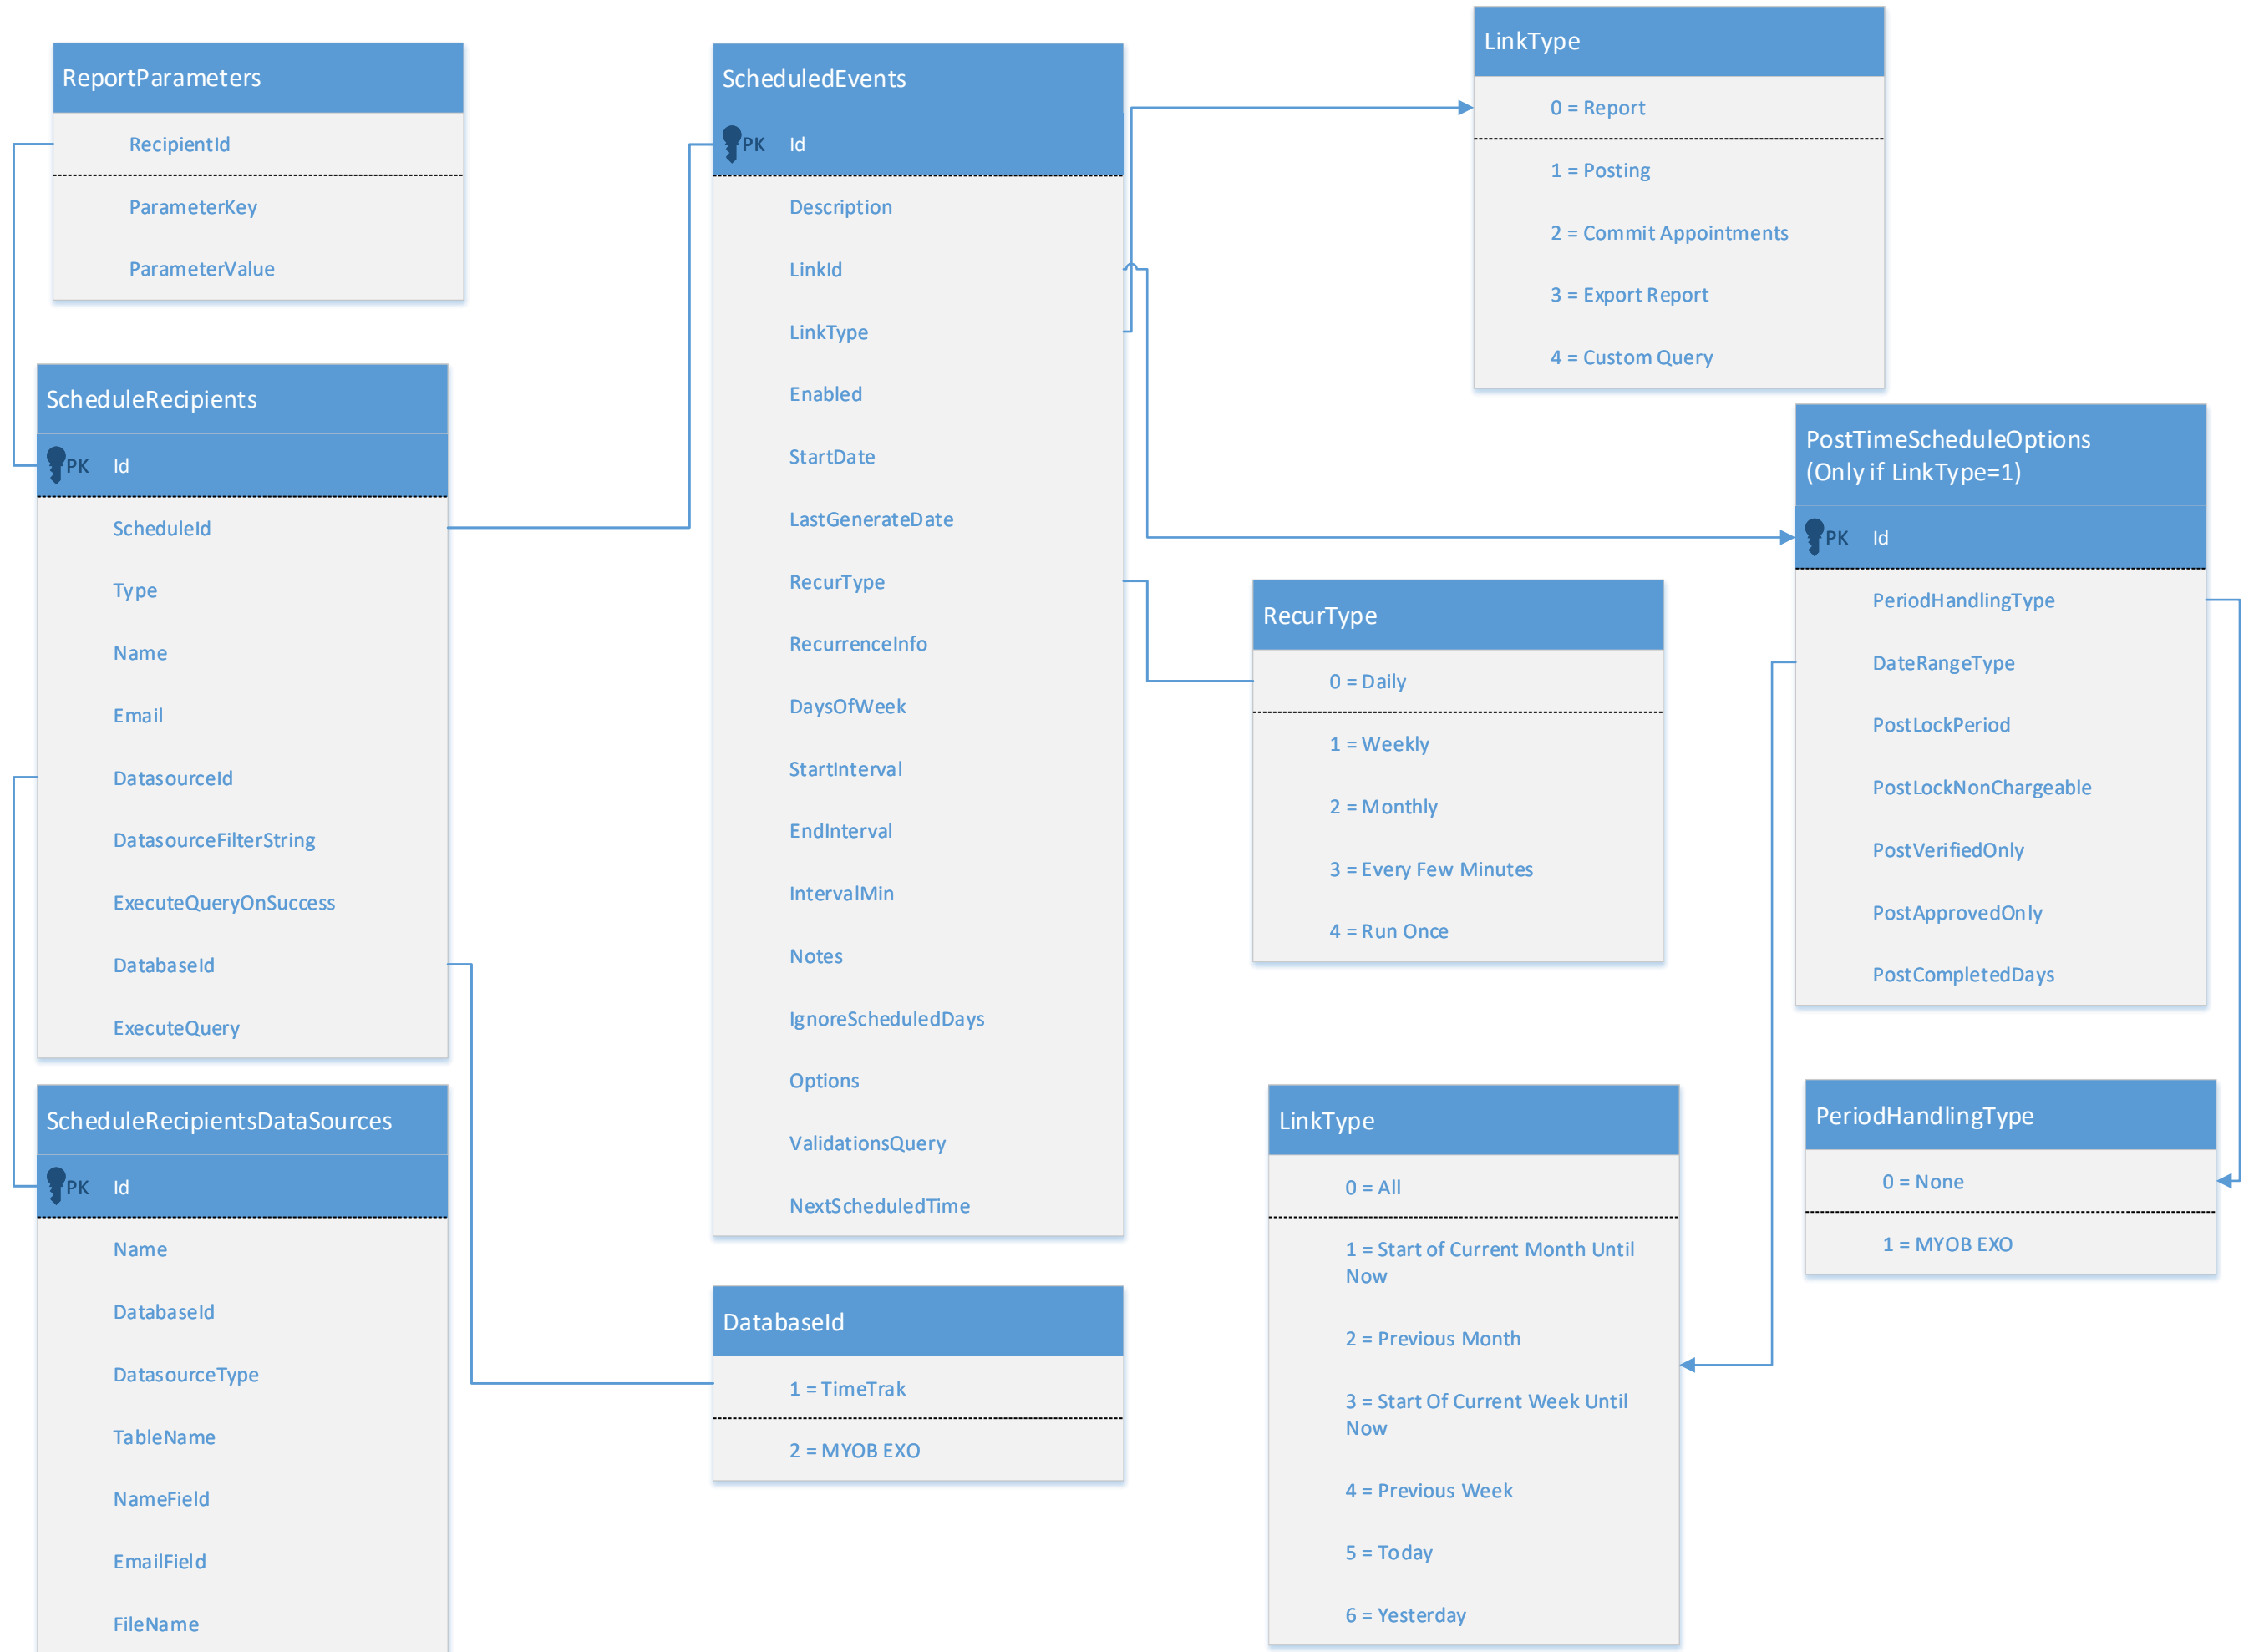 ReportParameters
RecipientId
ParameterKey
ParameterValue
ScheduleRecipients
PK Id
ScheduleId
Type
Name
Email
DatasourceId
DatasourceFilterString
ExecuteQueryOnSuccess
DatabaseId
ExecuteQuery
ScheduleRecipientsDataSources
PK Id
Name
DatabaseId
DatasourceType
TableName
NameField
EmailField
FileName
ScheduledEvents
PK Id
Description
LinkId
LinkType
Enabled
StartDate
LastGenerateDate
RecurType
RecurrenceInfo
DaysOfWeek
StartInterval
EndInterval
IntervalMin
Notes
IgnoreScheduledDays
Options
ValidationsQuery
NextScheduledTime
DatabaseId
1 = TimeTrak
2 = MYOB EXO
LinkType
0 = Report
1 = Posting
2 = Commit Appointments
3 = Export Report
4 = Custom Query
RecurType
0 = Daily
1 = Weekly
2 = Monthly
3 = Every Few Minutes
4 = Run Once
LinkType
0 = All
1 = Start of Current Month Until
Now
2 = Previous Month
3 = Start Of Current Week Until
Now
4 = Previous Week
5 = Today
6 = Yesterday
PostTimeScheduleOptions
(Only if LinkType=1)
PK Id
PeriodHandlingType
DateRangeType
PostLockPeriod
PostLockNonChargeable
PostVerifiedOnly
PostApprovedOnly
PostCompletedDays
PeriodHandlingType
0 = None
1 = MYOB EXO